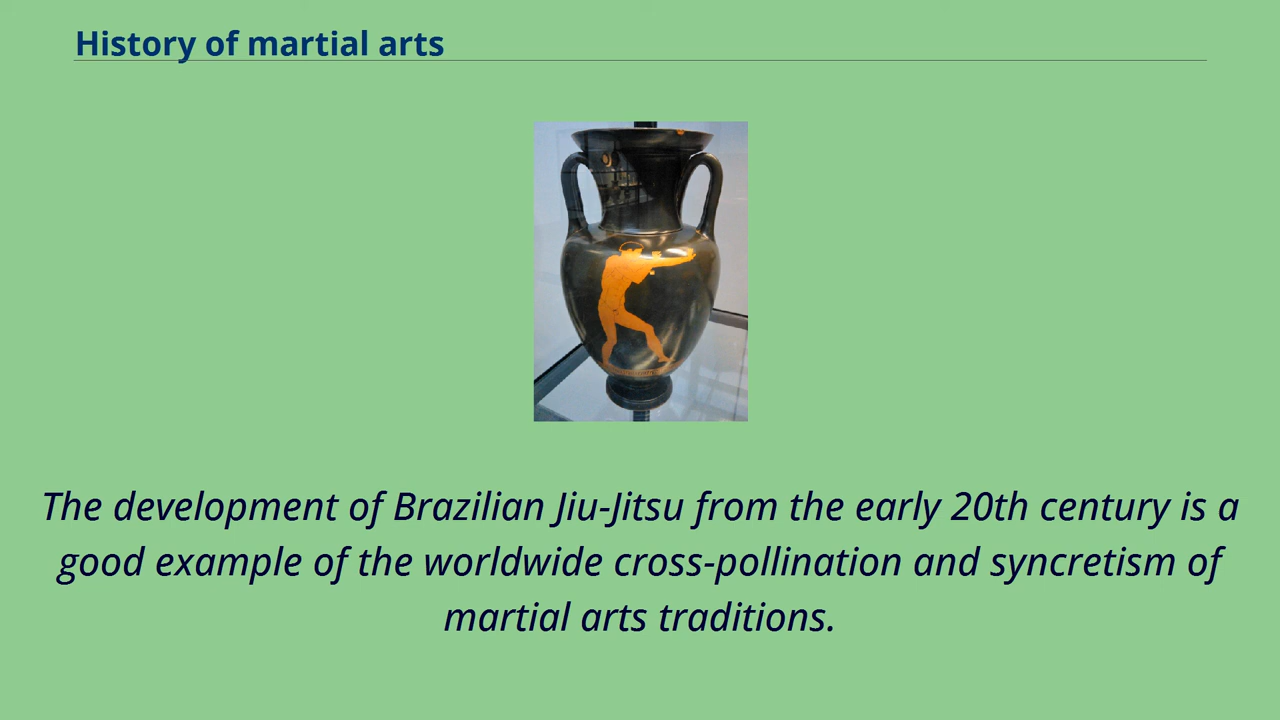 History of martial arts
The development of Brazilian Jiu-Jitsu from the early 20th century is a
good example of the worldwide cross-pollination and syncretism of
martial arts traditions.